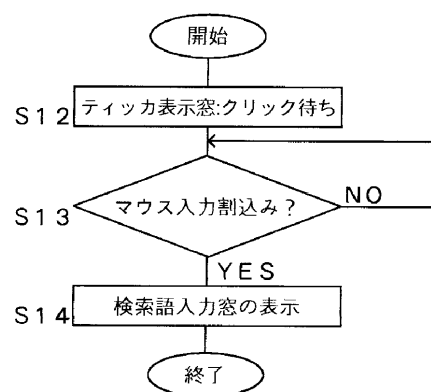 開始
S12 ティッカ表示窓:クリック待ち
S13 マウス入力割込み？ NO
YES
S14 検索語入力窓の表示
終了